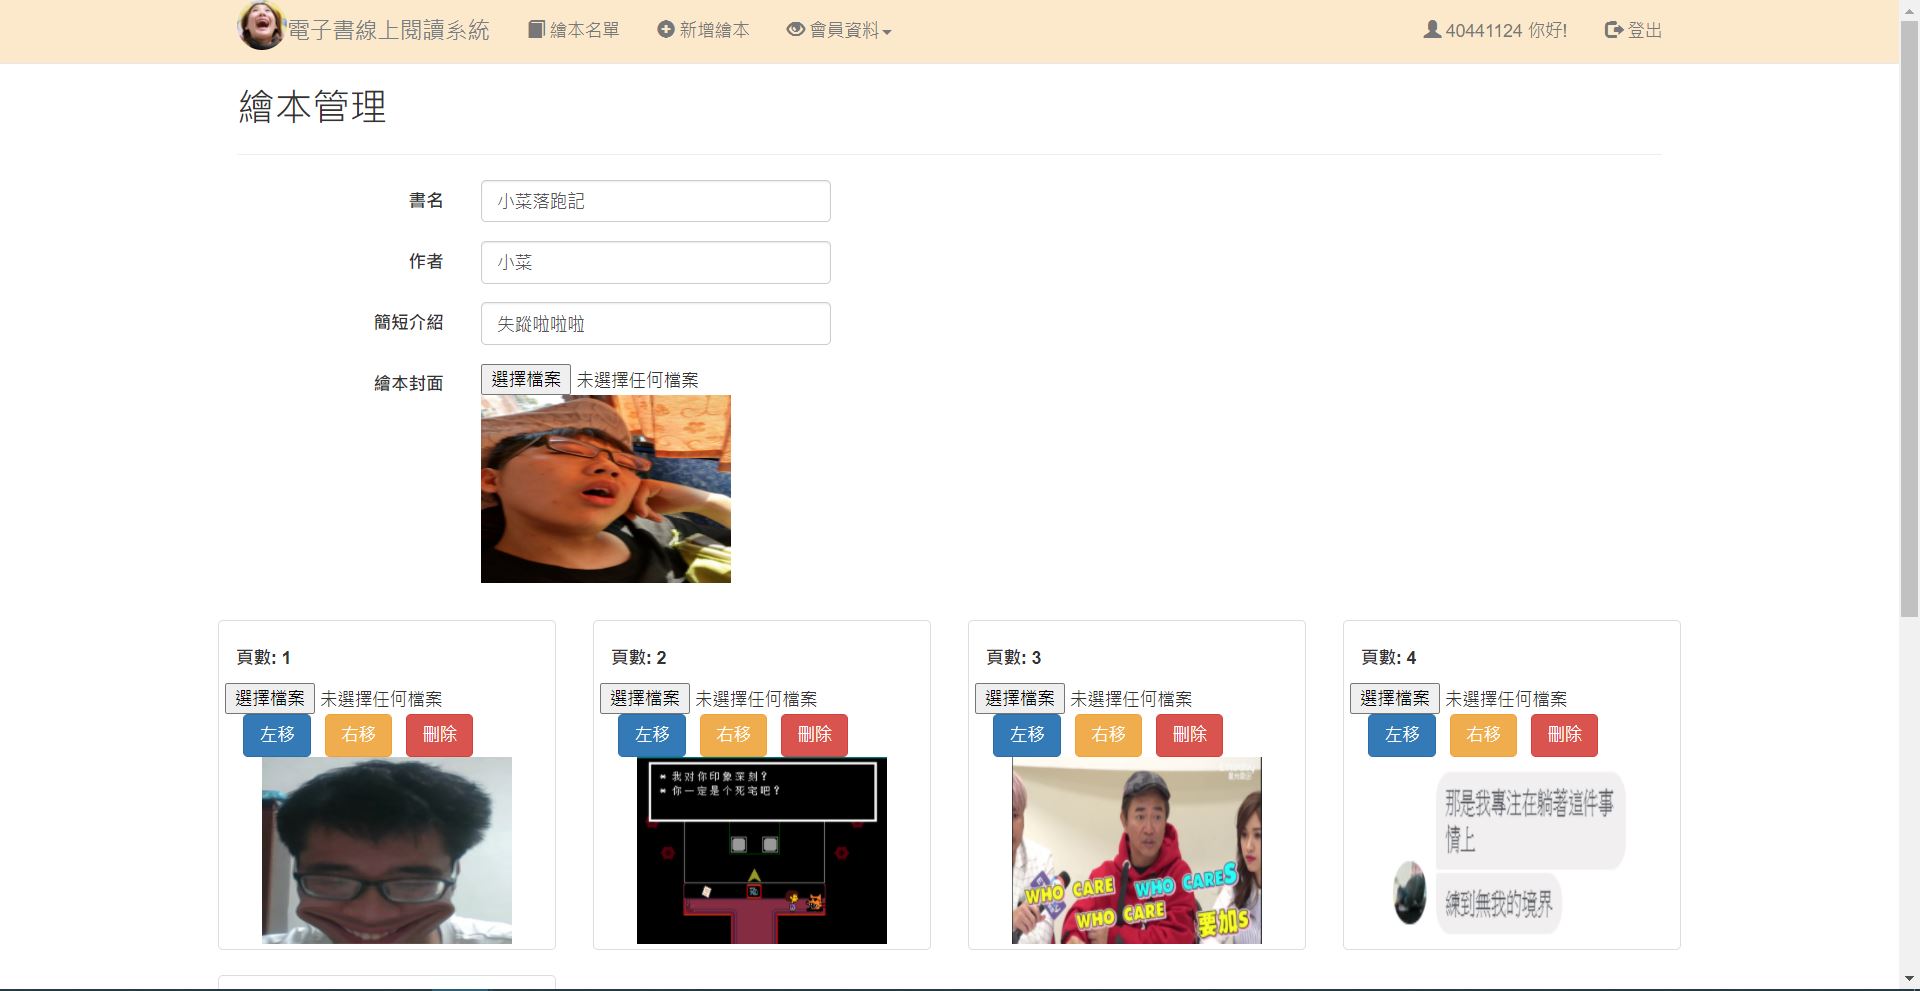 電子書線上閱讀系統 繪本名單 新增繪本 會員資料 40441124 你好! 登出
繪本管理
書名 小菜落跑記
作者 小菜
簡短介紹 失蹤啦啦啦
繪本封面 選擇檔案 未選擇任何檔案
頁數: 1
選擇檔案 未選擇任何檔案
左移 右移 刪除
頁數: 2
選擇檔案 未選擇任何檔案
左移 右移 刪除
* 我对你印象深刻?
* 你一定是个死宅吧?
頁數: 3
選擇檔案 未選擇任何檔案
左移 右移 刪除
WHO CARE WHO CARES
WHO CARE 要加S
頁數: 4
選擇檔案 未選擇任何檔案
左移 右移 刪除
那是我專注在躺著這件事
情上
練到無我的境界